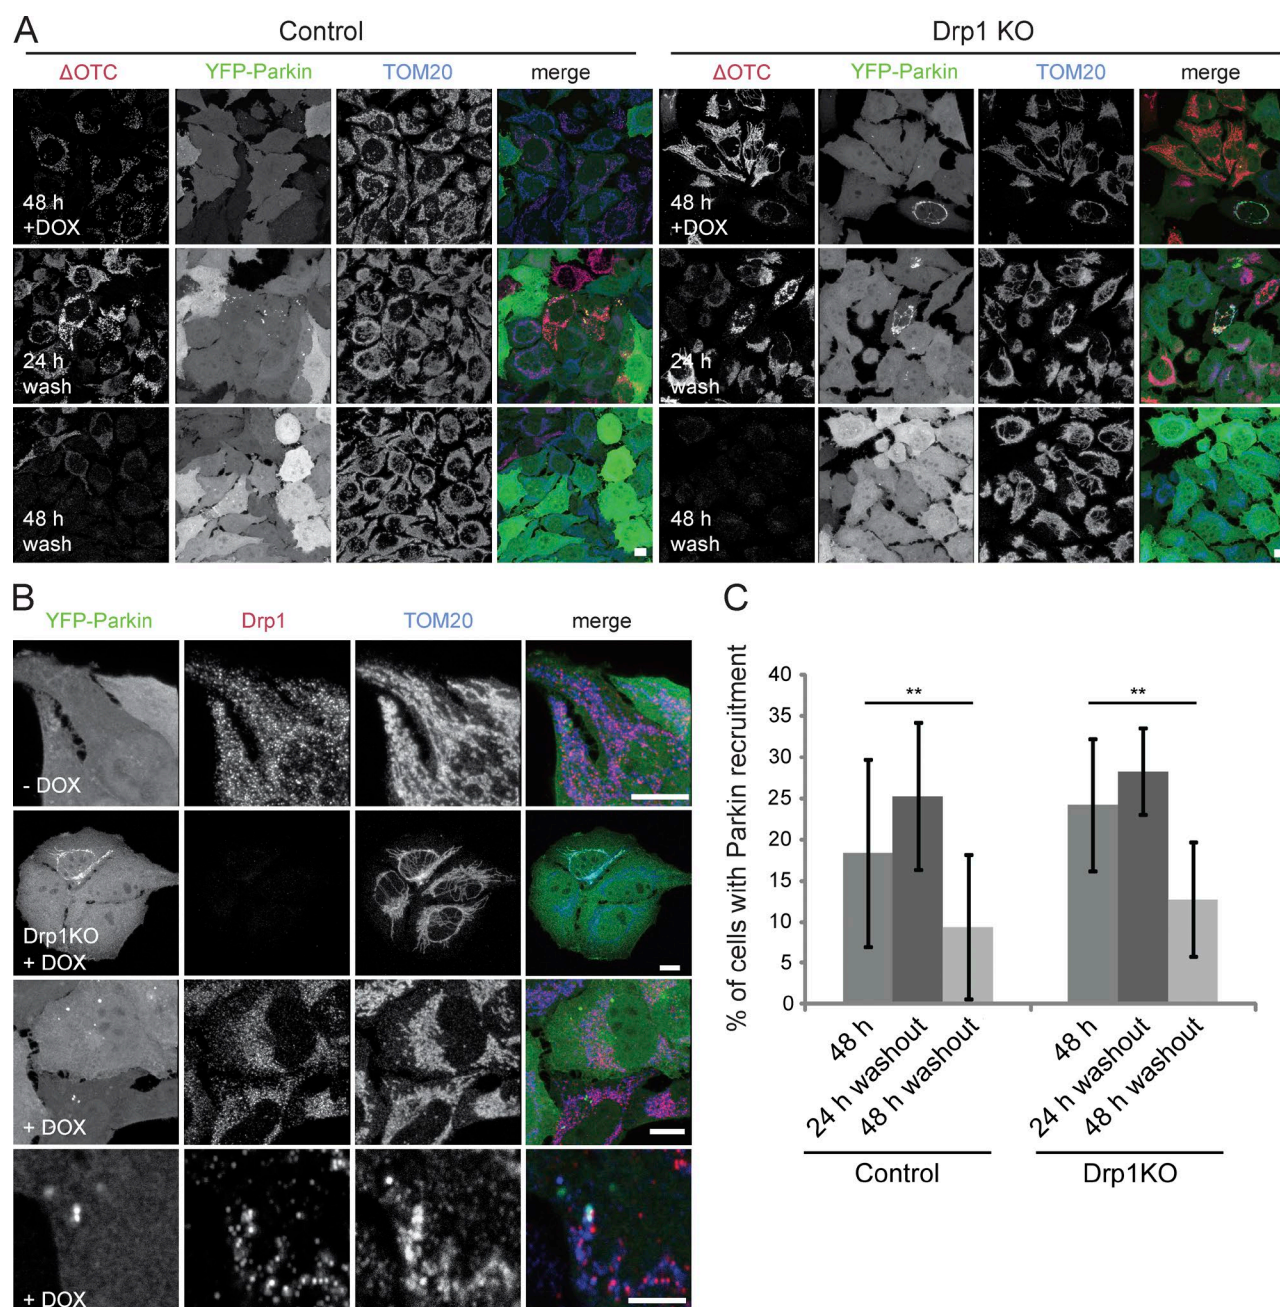 A
Control
Drp1 KO
ΔOTC YFP-Parkin TOM20 merge ΔOTC YFP-Parkin TOM20 merge
48 h
+DOX
48 h
+DOX
24 h
wash
24 h
wash
48 h
wash
48 h
wash
B
YFP-Parkin Drp1 TOM20 merge
- DOX
Drp1KO
+ DOX
+ DOX
+ DOX
C
% of cells with Parkin recruitment
40
35
30
25
20
15
10
5
0
** **
48 h
24 h washout
48 h washout
48 h
24 h washout
48 h washout
Control Drp1KO